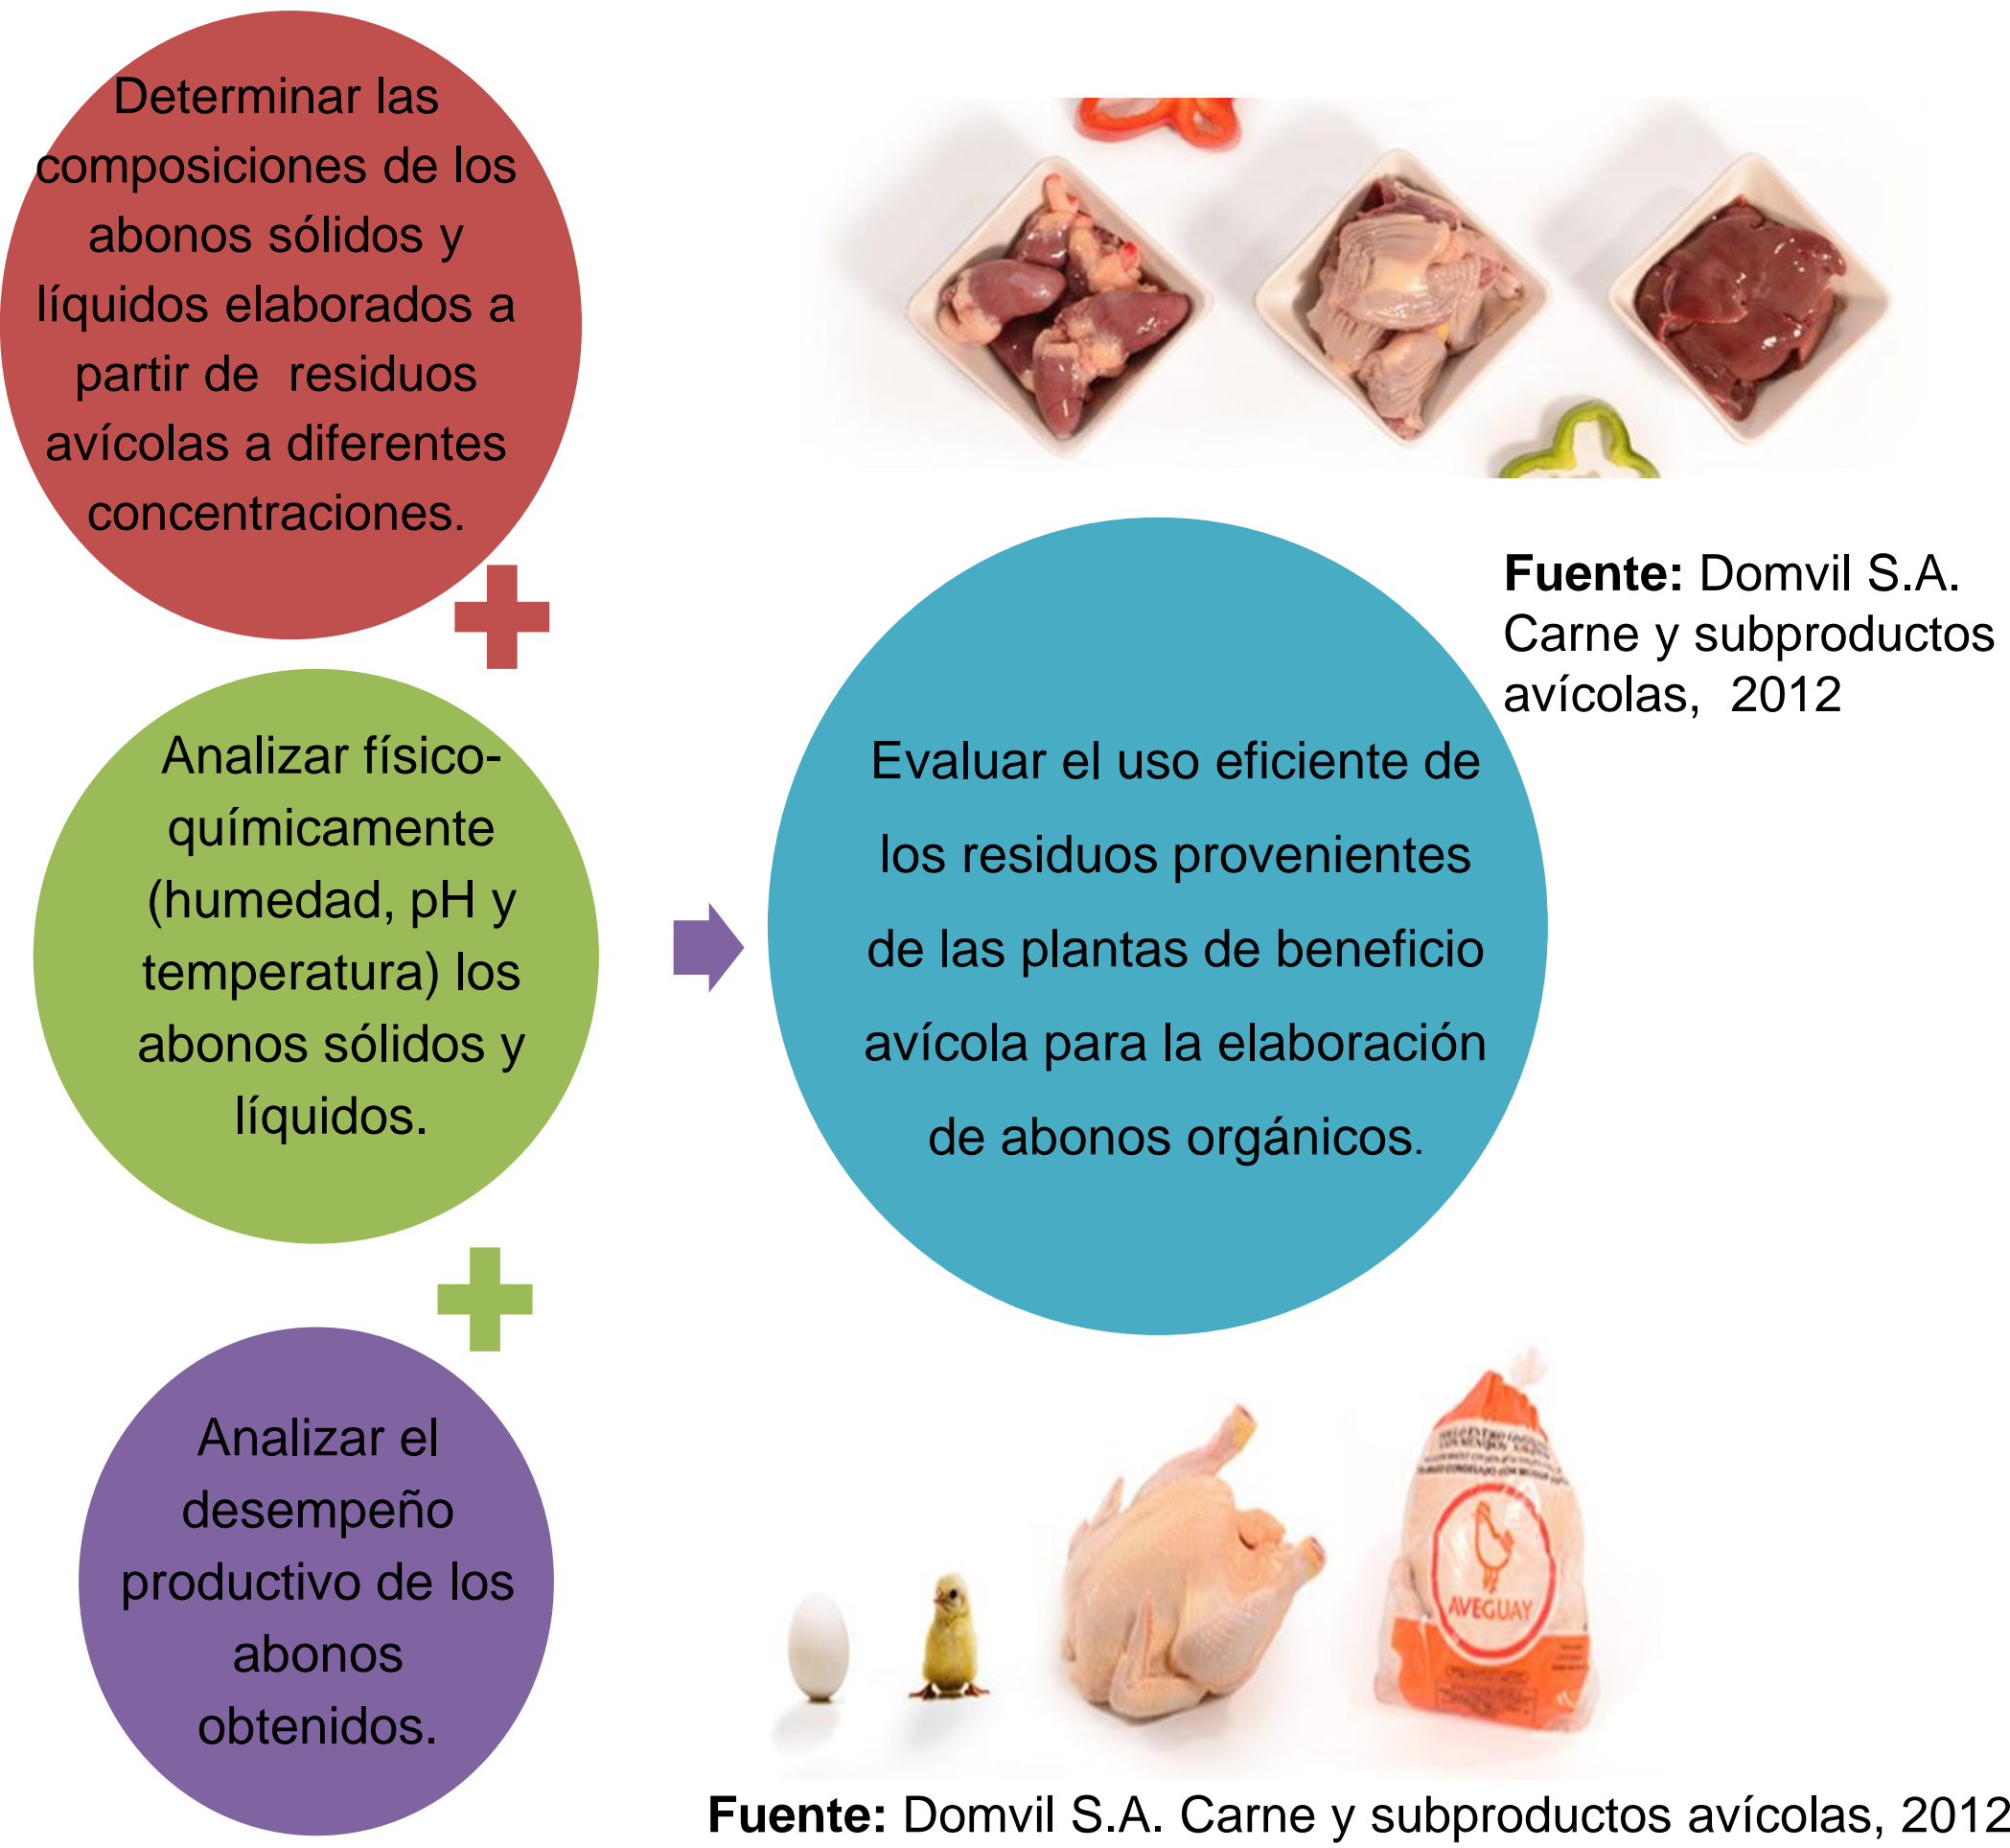 Determinar las
composiciones de los
abonos sólidos y
líquidos elaborados a
partir de  residuos
avícolas a diferentes
concentraciones.
Analizar físico-
químicamente
(humedad, pH y
temperatura) los
abonos sólidos y
líquidos.
Analizar el
desempeño
productivo de los
abonos
obtenidos.
Evaluar el uso eficiente de
los residuos provenientes
de las plantas de beneficio
avícola para la elaboración
de abonos orgánicos.
Fuente: Domvil S.A.
Carne y subproductos
avícolas,  2012
AVEGUAY
Fuente: Domvil S.A. Carne y subproductos avícolas, 2012